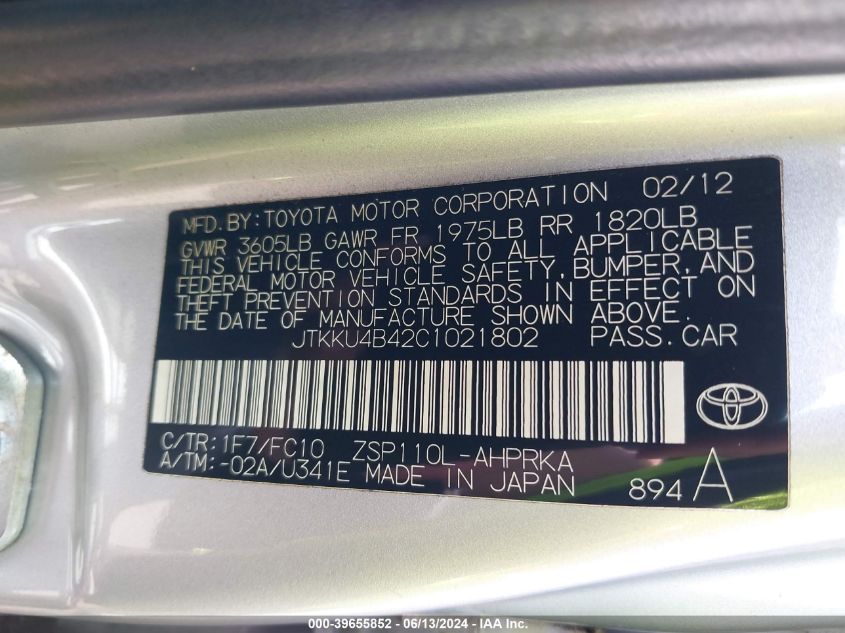 MFD. BY: TOYOTA MOTOR CORPORATION 02/12
GVWR 3605LB GAWR FR 1975LB RR 1820LB
THIS VEHICLE CONFORMS TO ALL APPLICABLE
FEDERAL MOTOR VEHICLE SAFETY, BUMPER, AND
THEFT PREVENTION STANDARDS IN EFFECT ON
THE DATE OF MANUFACTURE SHOWN ABOVE.
JTKKU4B42C1021802 PASS. CAR
C/TR: 1F7/FC10 ZSP110L-AHPRKA
A/TM: -02A/U341E MADE IN JAPAN 894 A
000-39655852 / 06/13/2024 - IAA Inc.